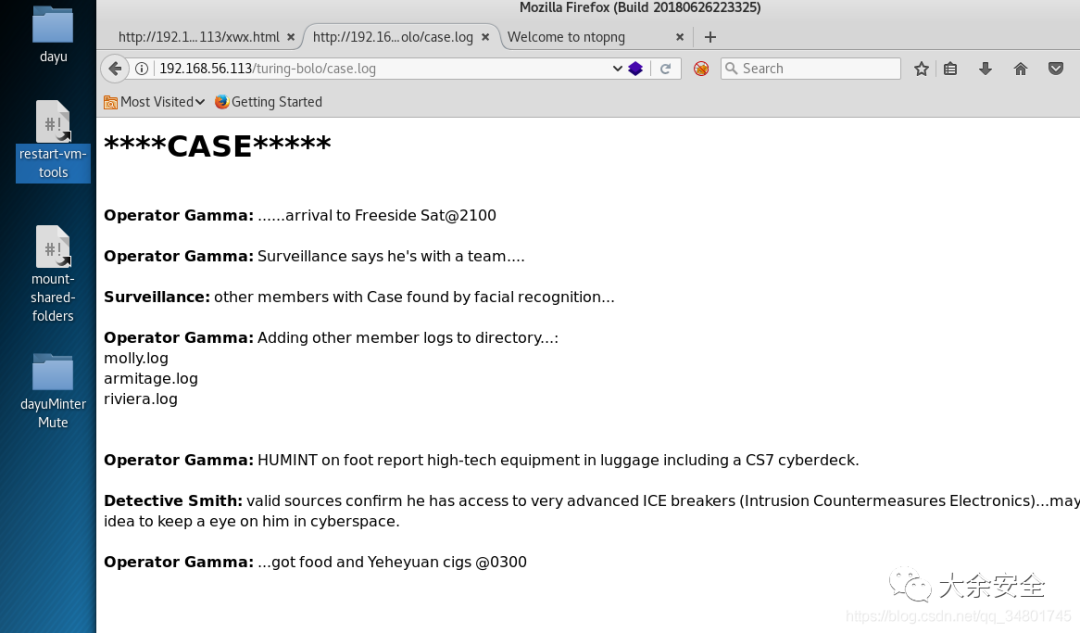 Mozilla Firefox (Build 20180626223325)
http://192.1…113/xwx.html × http://192.16…olo/case.log × Welcome to ntopng × +
192.168.56.113/turing-bolo/case.log Search
Most Visited Getting Started
dayu
#!
restart-vm-
tools
#!
mount-
shared-
folders
dayuMinter
Mute
****CASE*****
Operator Gamma: ......arrival to Freeside Sat@2100
Operator Gamma: Surveillance says he's with a team....
Surveillance: other members with Case found by facial recognition...
Operator Gamma: Adding other member logs to directory...:
molly.log
armitage.log
riviera.log
Operator Gamma: HUMINT on foot report high-tech equipment in luggage including a CS7 cyberdeck.
Detective Smith: valid sources confirm he has access to very advanced ICE breakers (Intrusion Countermeasures Electronics)...may
idea to keep a eye on him in cyberspace.
Operator Gamma: ...got food and Yeheyuan cigs @0300
大余安全
https://blog.csdn.net/qq_34801745